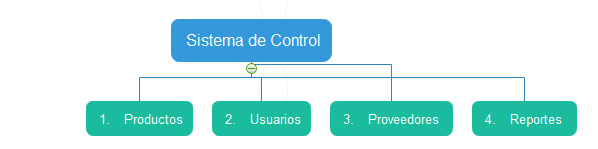 Sistema de Control
1. Productos
2. Usuarios
3. Proveedores
4. Reportes